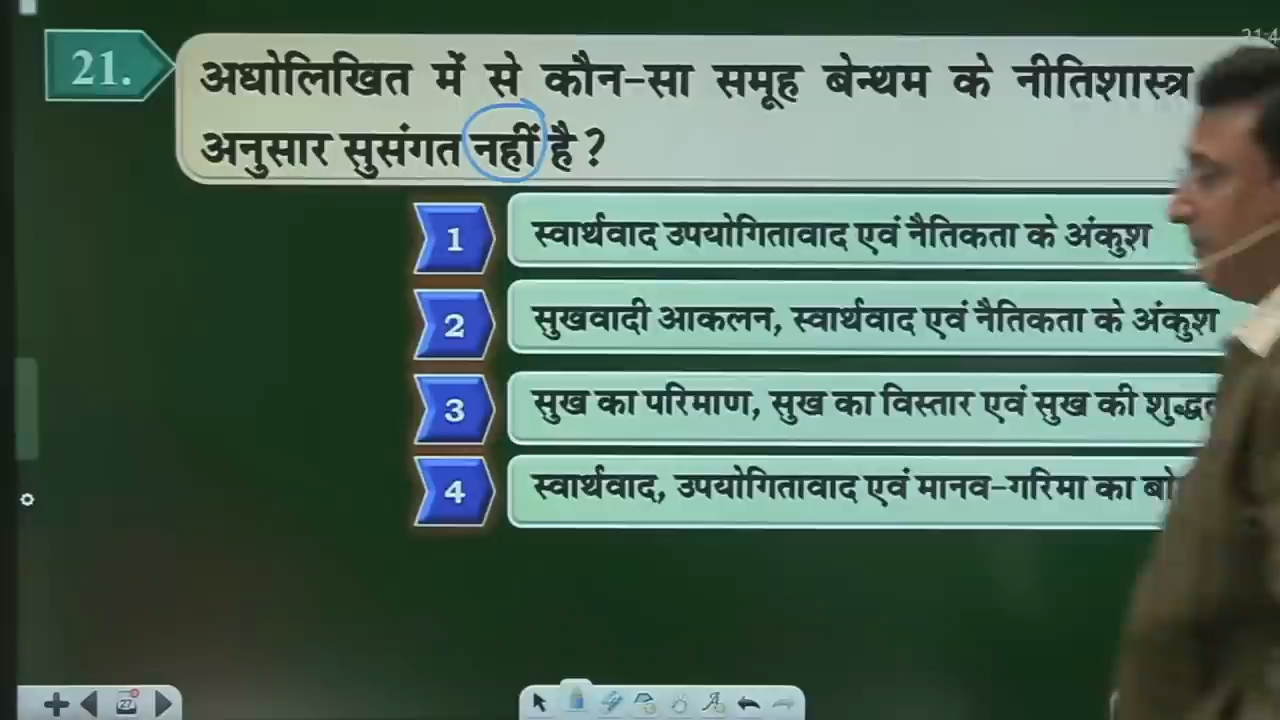 21.
अधोलिखित में से कौन-सा समूह बेन्थम के नीतिशास्त्र
अनुसार सुसंगत नहीं है ?
1 स्वार्थवाद उपयोगितावाद एवं नैतिकता के अंकुश
2 सुखवादी आकलन, स्वार्थवाद एवं नैतिकता के अंकुश
3 सुख का परिमाण, सुख का विस्तार एवं सुख की
4 स्वार्थवाद, उपयोगितावाद एवं मानव-गरिमा का
27